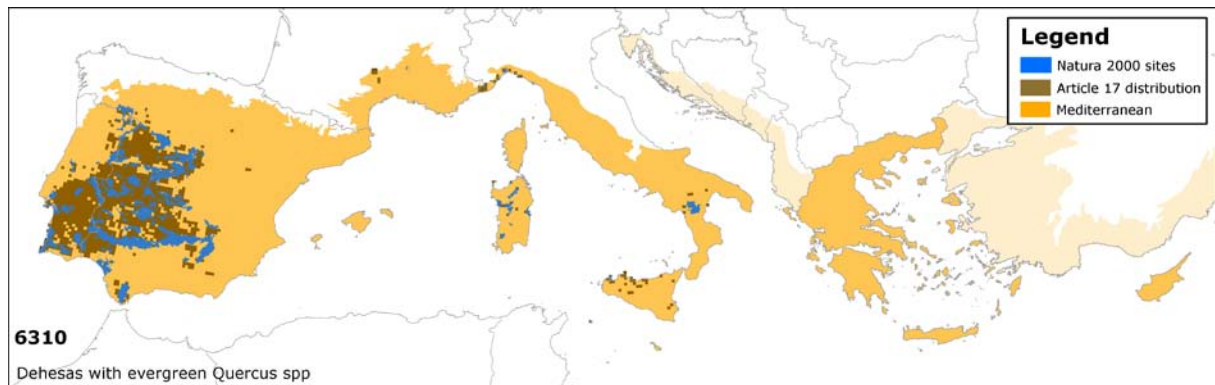 Legend
Natura 2000 sites
Article 17 distribution
Mediterranean
6310
Dehesas with evergreen Quercus spp